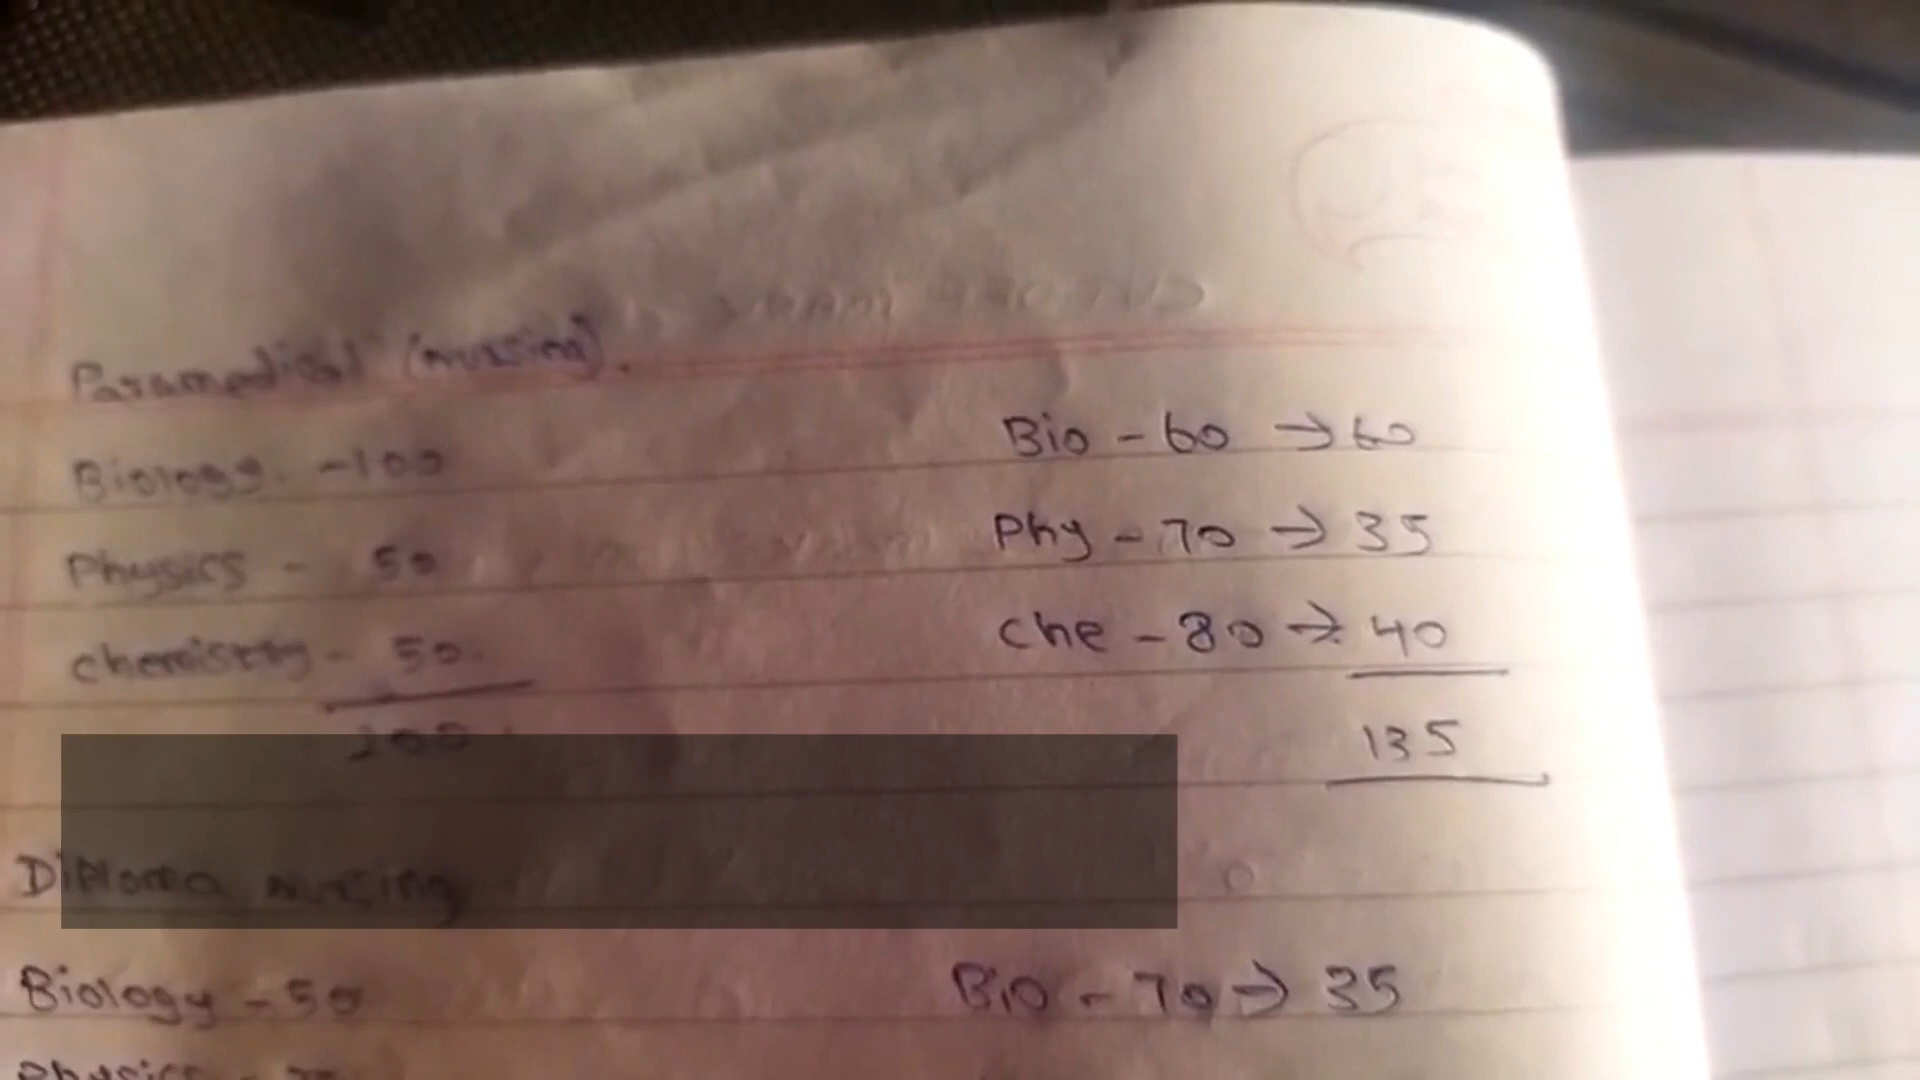 Paramedical (nursing).
Biology. -100
Bio - 60 → 60
Physics - 50
Phy - 70 → 35
chemistry - 50.
che - 80 → 40
200
135
Diploma nursing
Biology - 50
Bio - 70 → 35
Physics -